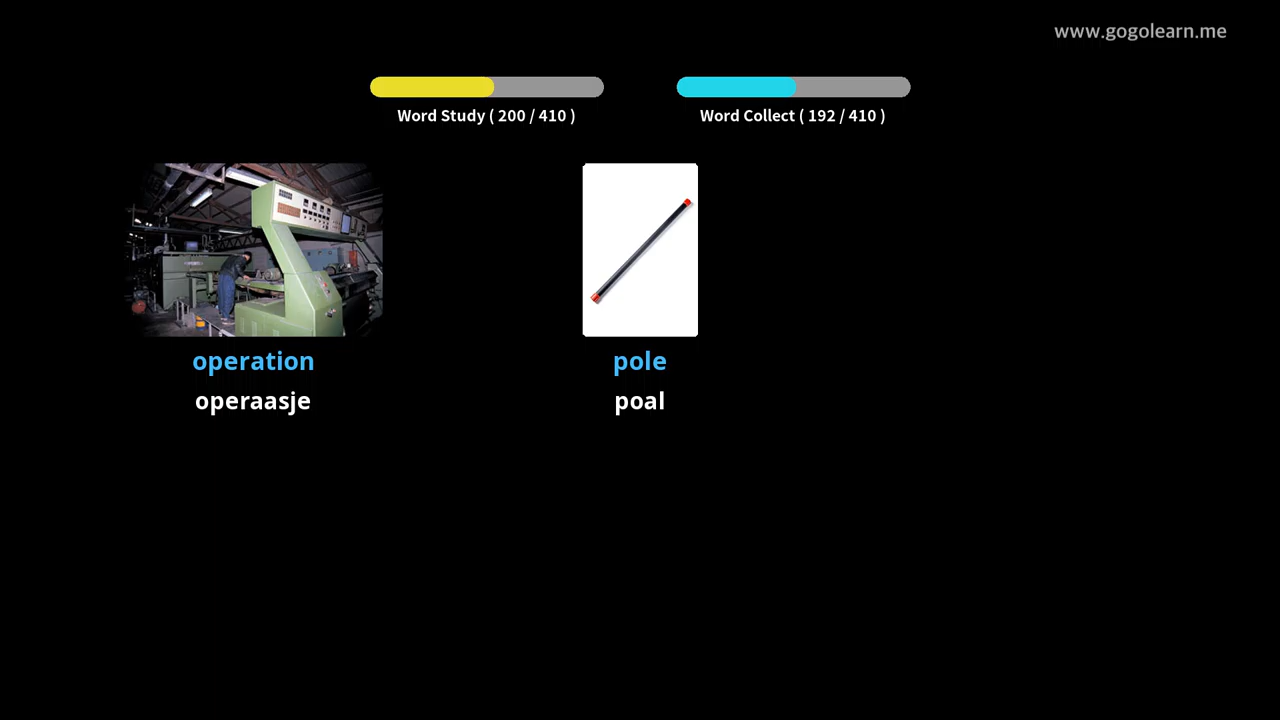 www.gogolearn.me
Word Study ( 200 / 410 )
Word Collect ( 192 / 410 )
operation
pole
operaasje
poal